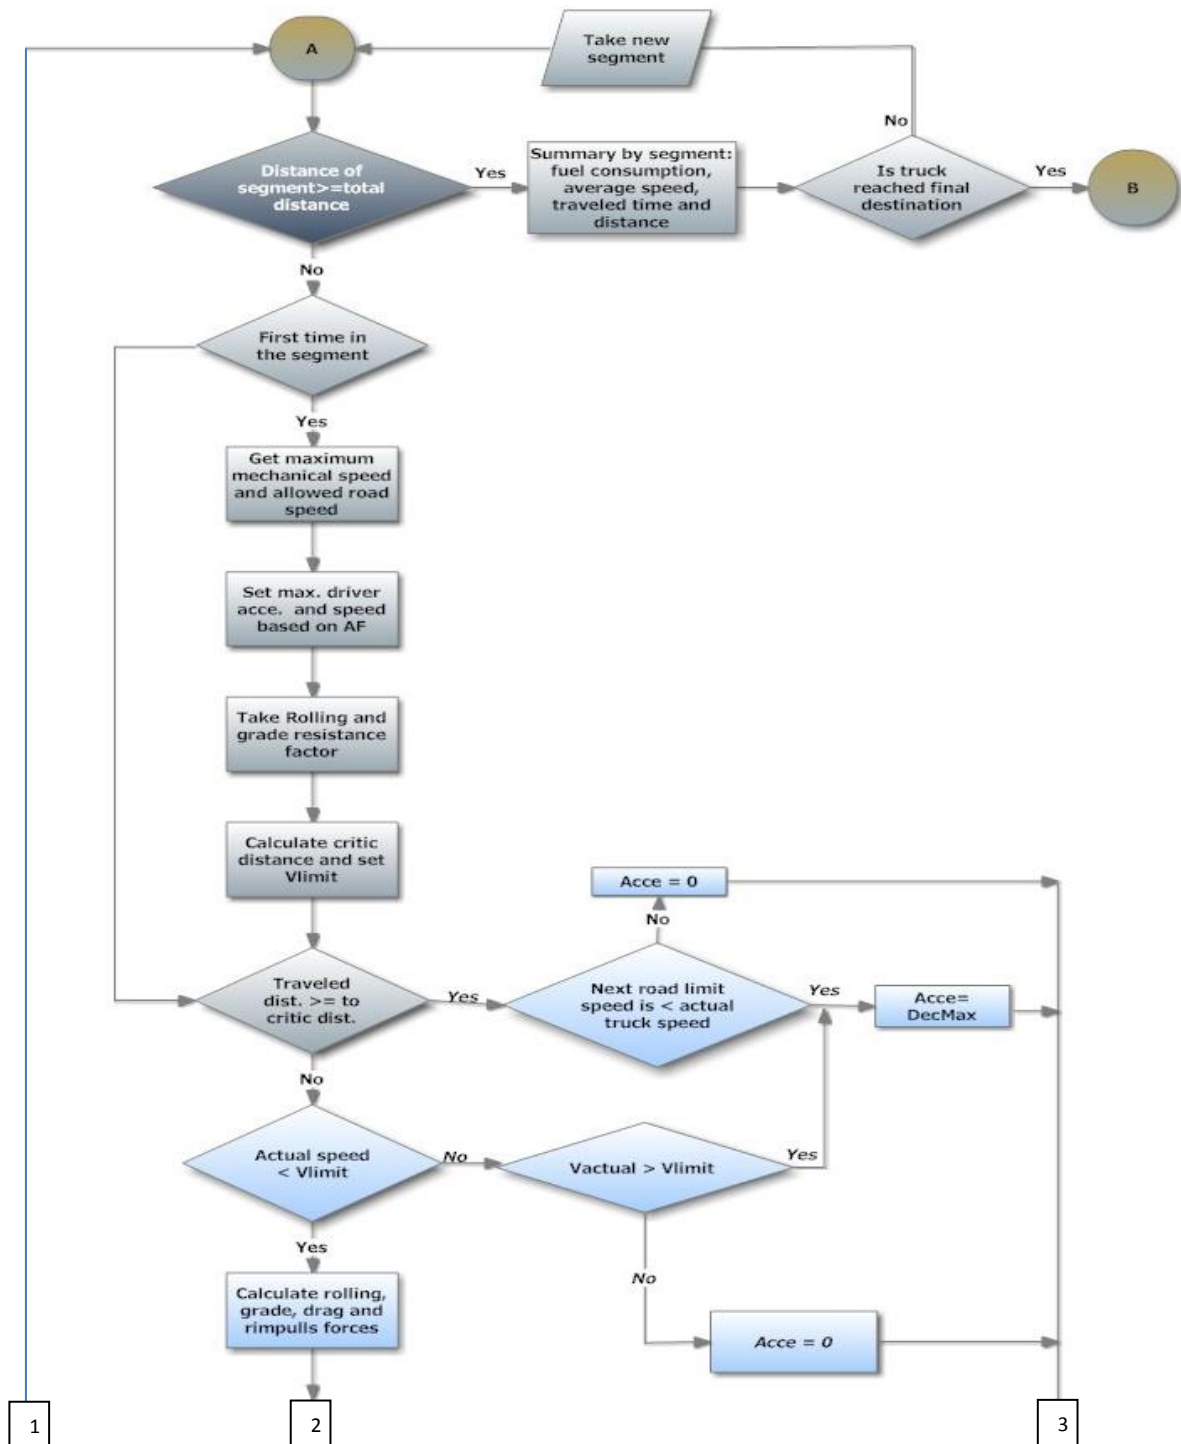 A
Take new
segment
No
Distance of
segment>=total
distance
Yes
Summary by segment:
fuel consumption,
average speed,
traveled time and
distance
Is truck
reached final
destination
Yes
B
No
First time in
the segment
Yes
Get maximum
mechanical speed
and allowed road
speed
Set max. driver
acce. and speed
based on AF
Take Rolling and
grade resistance
factor
Calculate critic
distance and set
Vlimit
Acce = 0
No
Traveled
dist. >= to
critic dist.
Yes
Next road limit
speed is < actual
truck speed
Yes
Acce=
DecMax
No
Actual speed
< Vlimit
No
Vactual > Vlimit
Yes
Yes
No
Calculate rolling,
grade, drag and
rimpulls forces
Acce = 0
1
2
3